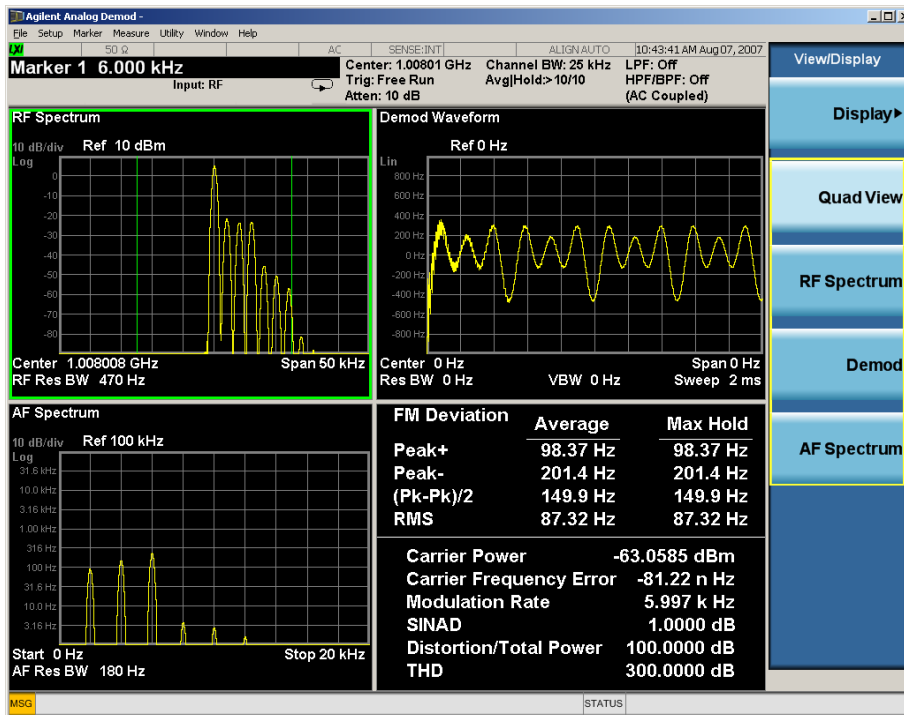 Agilent Analog Demod -
File Setup Marker Measure Utility Window Help
LXI 50 Ω AC SENSE:INT ALIGN AUTO 10:43:41 AM Aug 07, 2007
Marker 1 6.000 kHz
Input: RF
Center: 1.00801 GHz Channel BW: 25 kHz LPF: Off
Trig: Free Run Avg|Hold:>10/10 HPF/BPF: Off
Atten: 10 dB (AC Coupled)
View/Display
Display
Quad View
RF Spectrum
Demod
AF Spectrum
RF Spectrum
10 dB/div Ref 10 dBm
Log
0
-10
-20
-30
-40
-50
-60
-70
-80
Center 1.008008 GHz Span 50 kHz
RF Res BW 470 Hz
Demod Waveform
Ref 0 Hz
Lin
800 Hz
600 Hz
400 Hz
200 Hz
0 Hz
-200 Hz
-400 Hz
-600 Hz
-800 Hz
Center 0 Hz Span 0 Hz
Res BW 0 Hz VBW 0 Hz Sweep 2 ms
AF Spectrum
10 dB/div Ref 100 kHz
Log
31.6 kHz
10.0 kHz
3.16 kHz
1.00 kHz
316 Hz
100 Hz
31.6 Hz
10.0 Hz
3.16 Hz
Start 0 Hz Stop 20 kHz
AF Res BW 180 Hz
FM Deviation Average Max Hold
Peak+ 98.37 Hz 98.37 Hz
Peak- 201.4 Hz 201.4 Hz
(Pk-Pk)/2 149.9 Hz 149.9 Hz
RMS 87.32 Hz 87.32 Hz
Carrier Power -63.0585 dBm
Carrier Frequency Error -81.22 n Hz
Modulation Rate 5.997 k Hz
SINAD 1.0000 dB
Distortion/Total Power 100.0000 dB
THD 300.0000 dB
MSG STATUS